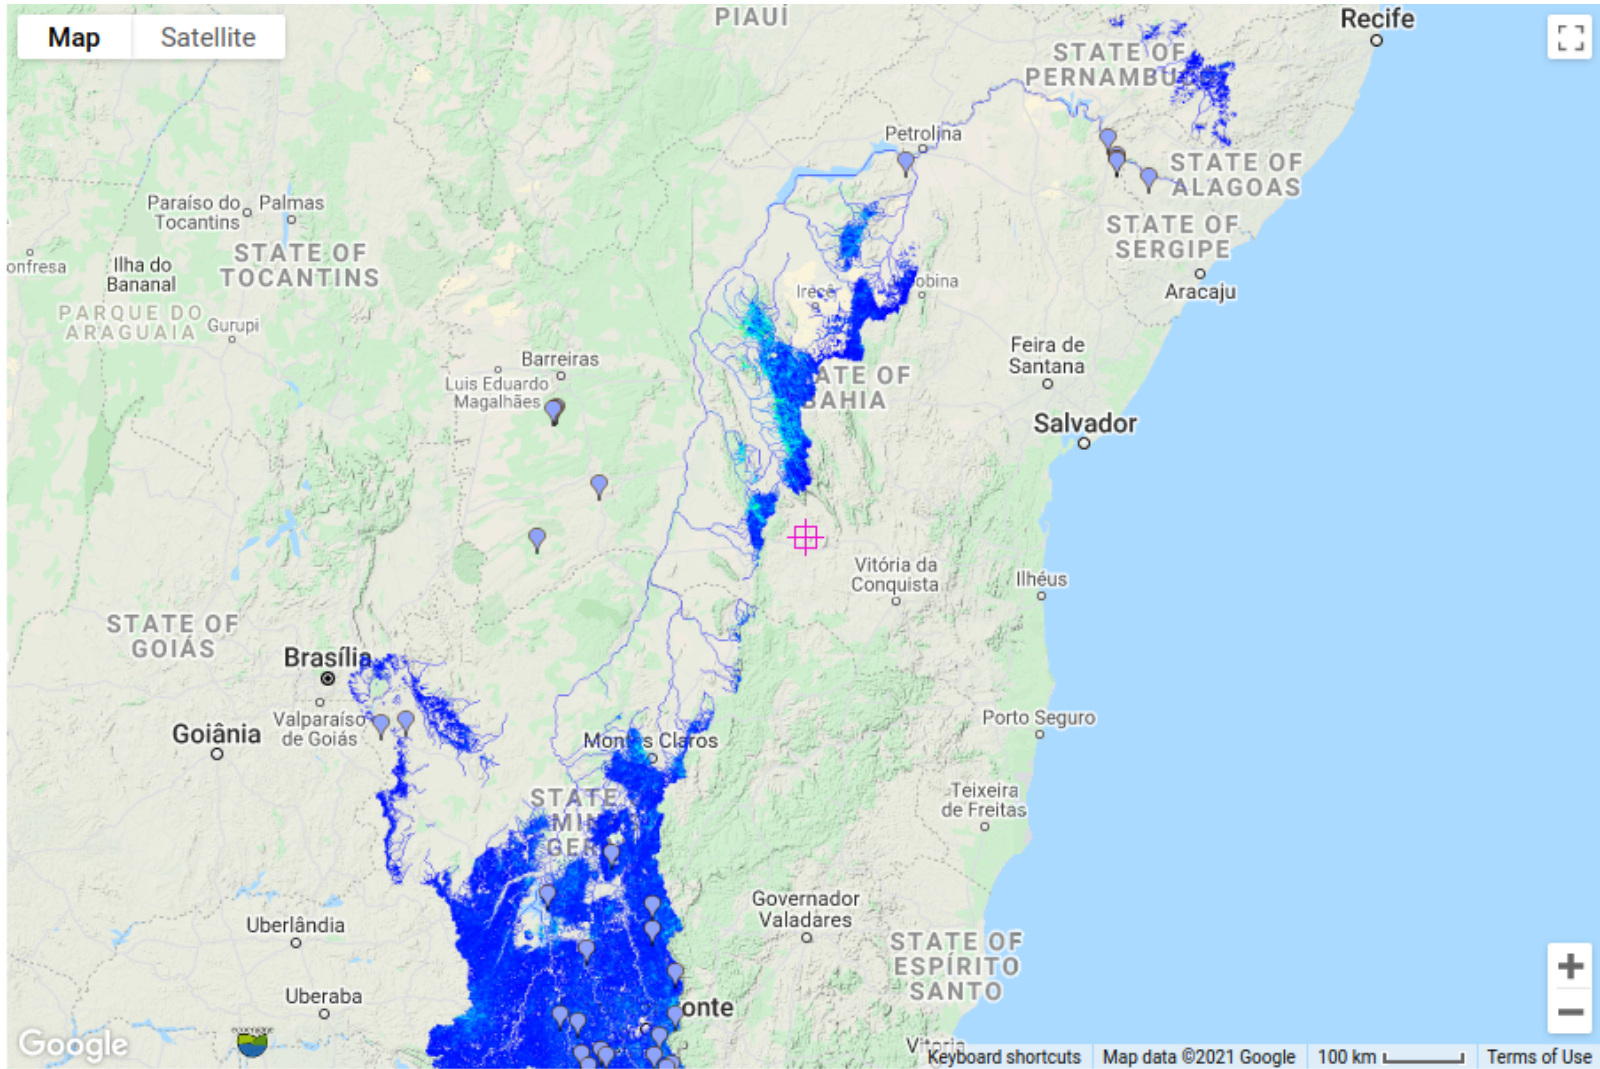 Map
Satellite
PIAUÍ
Recife
STATE OF
PERNAMBU
Petrolina
STATE OF
ALAGOAS
Paraíso do
Tocantins
Palmas
STATE OF
SERGIPE
STATE OF
TOCANTINS
onfresa
Ilha do
Bananal
obina
Irecê
Aracaju
PARQUE DO
ARAGUAIA
Gurupi
Feira de
Santana
Barreiras
Luis Eduardo
Magalhães
ATE OF
BAHIA
Salvador
Vitória da
Conquista
Ilhéus
STATE OF
GOIÁS
Brasília
Valparaíso
de Goiás
Goiânia
Porto Seguro
Montes Claros
Teixeira
de Freitas
STATE
MIN
GER
Governador
Valadares
Uberlândia
STATE OF
ESPÍRITO
SANTO
Uberaba
onte
Google
Vitoria
Keyboard shortcuts
Map data ©2021 Google
100 km
Terms of Use